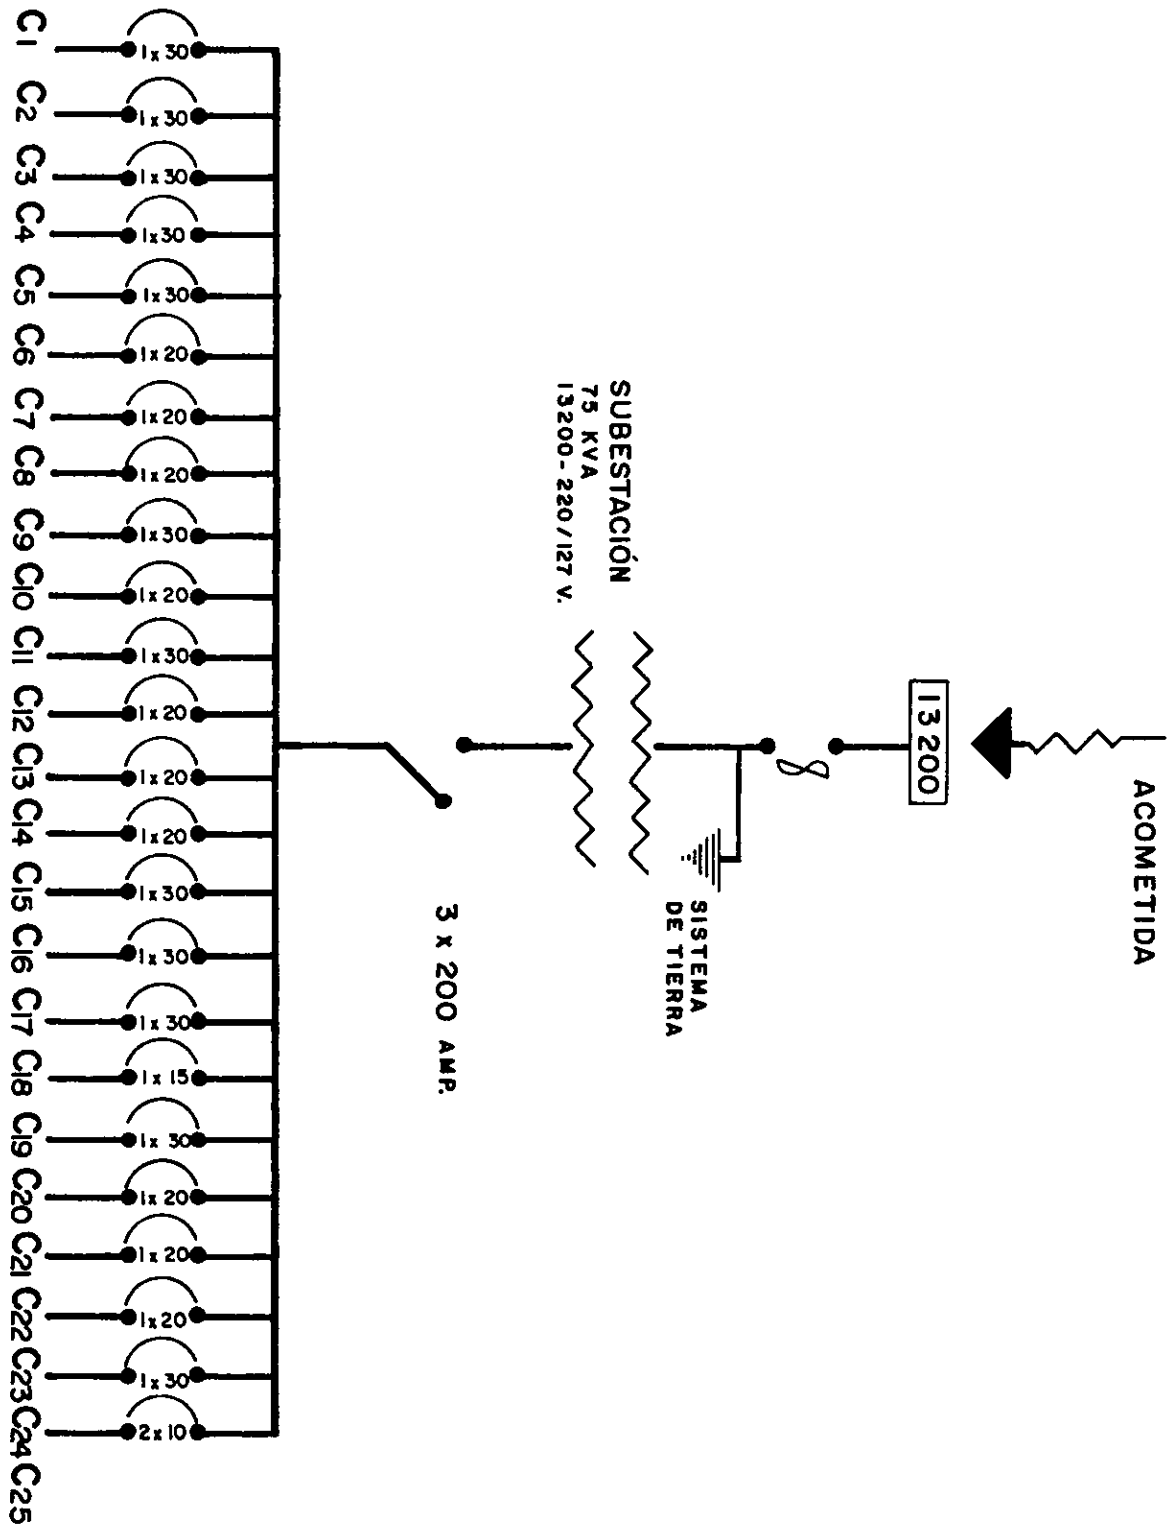 ACOMETIDA
13 200
SISTEMA
DE TIERRA
SUBESTACIÓN
75 KVA
13200-220/127 V.
3 x 200 AMP.
1x30
1x30
1x30
1x30
1x30
1x20
1x20
1x20
1x30
1x20
1x30
1x20
1x20
1x20
1x30
1x30
1x30
1x15
1x30
1x20
1x20
1x20
1x30
2x10
C1
C2
C3
C4
C5
C6
C7
C8
C9
C10
C11
C12
C13
C14
C15
C16
C17
C18
C19
C20
C21
C22
C23
C24
C25